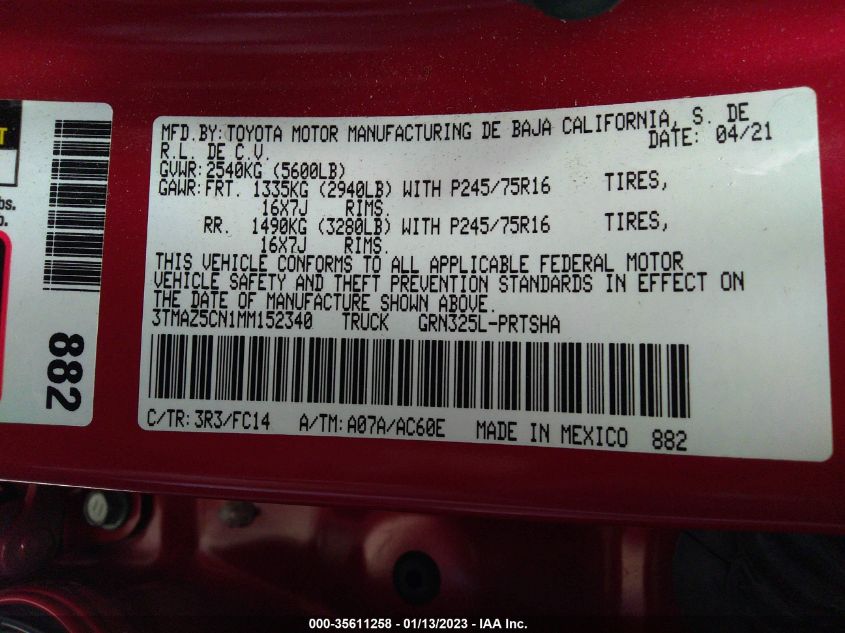 MFD. BY: TOYOTA MOTOR MANUFACTURING DE BAJA CALIFORNIA, S. DE
R.L. DE C.V. DATE: 04/21
GVWR: 2540KG (5600LB)
GAWR: FRT. 1335KG (2940LB) WITH P245/75R16 TIRES,
16X7J RIMS.
RR. 1490KG (3280LB) WITH P245/75R16 TIRES,
16X7J RIMS.
THIS VEHICLE CONFORMS TO ALL APPLICABLE FEDERAL MOTOR
VEHICLE SAFETY AND THEFT PREVENTION STANDARDS IN EFFECT ON
THE DATE OF MANUFACTURE SHOWN ABOVE.
3TMAZ5CN1MM152340 TRUCK GRN325L-PRTSHA
C/TR: 3R3/FC14 A/TM: A07A/AC60E MADE IN MEXICO 882
882
lbs.
b.
000-35611258 - 01/13/2023 - IAA Inc.